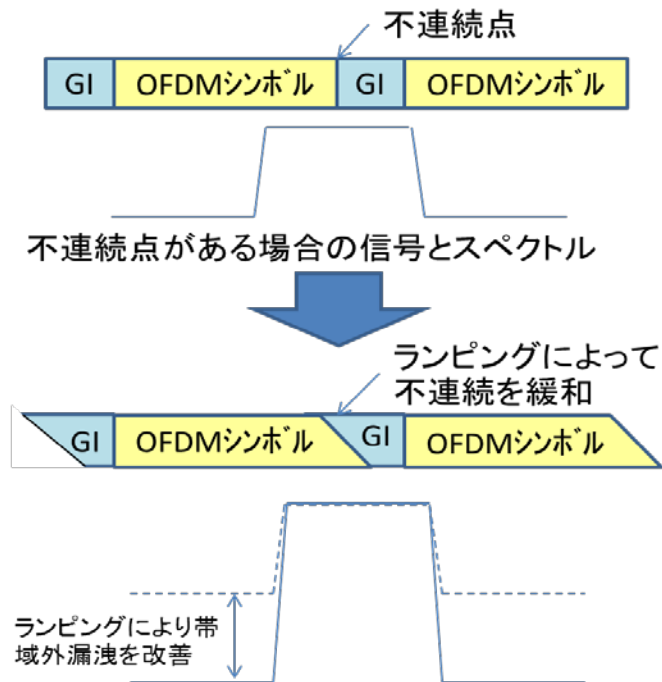 不連続点
GI OFDMシンボル GI OFDMシンボル
不連続点がある場合の信号とスペクトル
ランピングによって
不連続を緩和
GI OFDMシンボル GI OFDMシンボル
ランピングにより帯
域外漏洩を改善